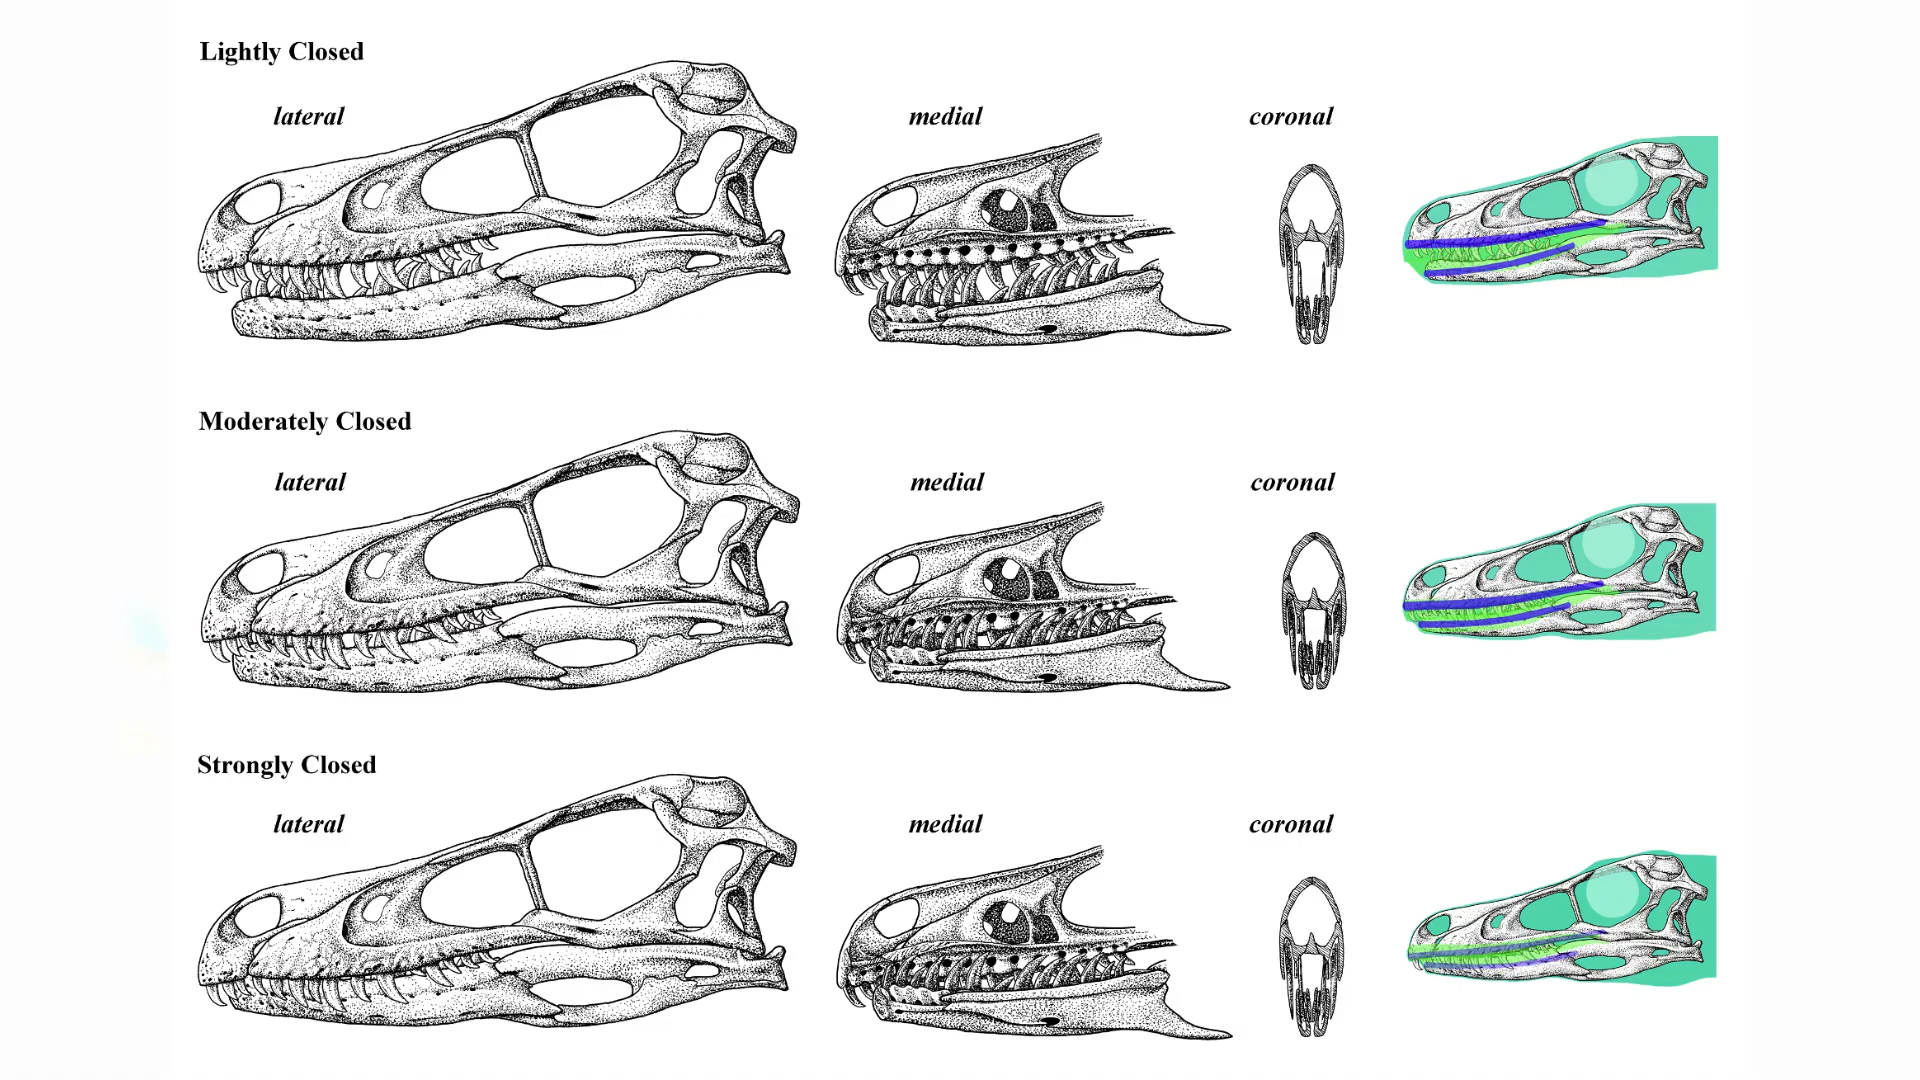 Lightly Closed
lateral
medial
coronal
Moderately Closed
lateral
medial
coronal
Strongly Closed
lateral
medial
coronal